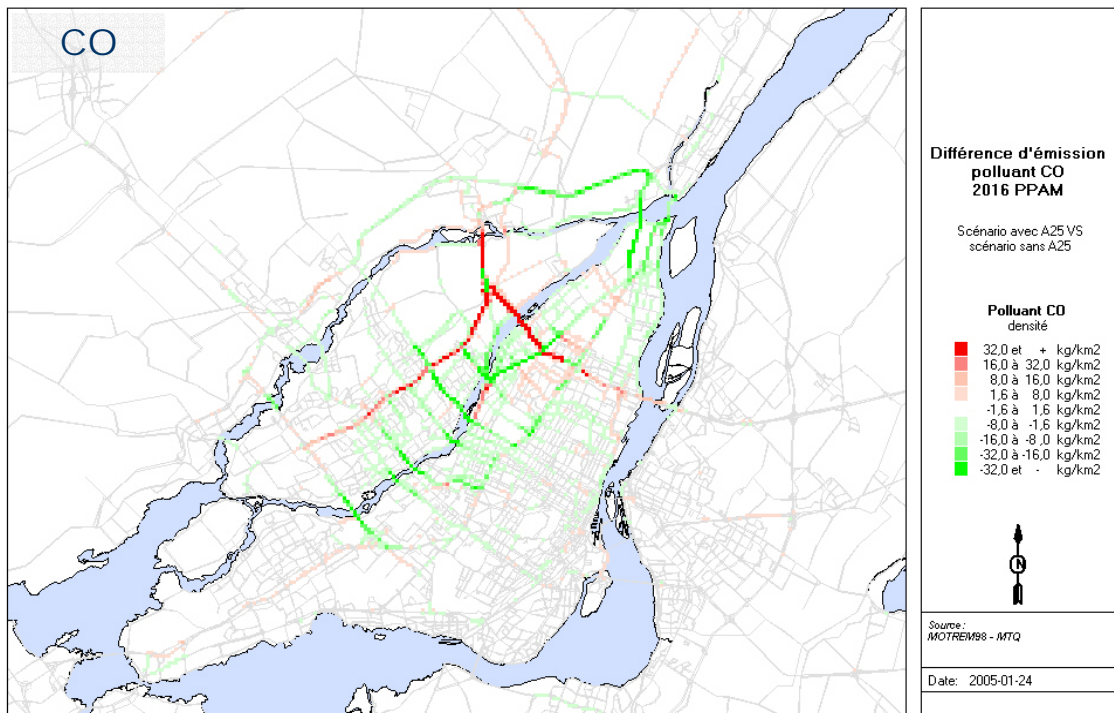 CO
Différence d'émission
polluant CO
2016 PPAM
Scénario avec A25 VS
scénario sans A25
Polluant CO
densité
32,0 et + kg/km2
16,0 à 32,0 kg/km2
8,0 à 16,0 kg/km2
1,6 à 8,0 kg/km2
-1,6 à 1,6 kg/km2
-8,0 à -1,6 kg/km2
-16,0 à -8,0 kg/km2
-32,0 à -16,0 kg/km2
-32,0 et - kg/km2
N
Source:
MOTREM98 - MTQ
Date: 2005-01-24